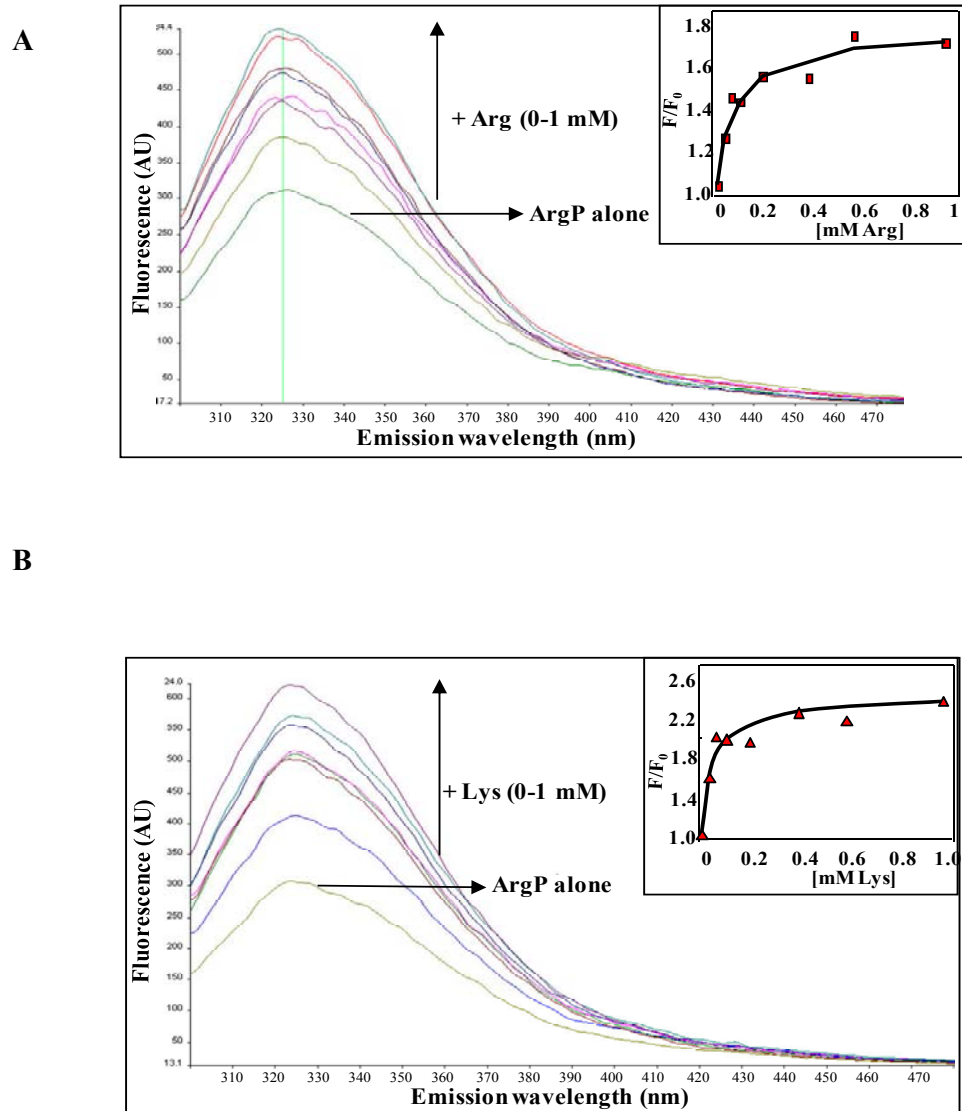 A
54.4
500
450
400
350
300
250
200
150
100
50
17.2
Fluorescence (AU)
310 320 330 340 350 360 370 380 390 400 410 420 430 440 450 460 470
Emission wavelength (nm)
+ Arg (0-1 mM)
ArgP alone
1.8
1.6
1.4
1.2
1.0
F/F0
0 0.2 0.4 0.6 0.8 1
[mM Arg]
B
24.0
600
550
500
450
400
350
300
250
200
150
100
50
13.1
Fluorescence (AU)
310 320 330 340 350 360 370 380 390 400 410 420 430 440 450 460 470
Emission wavelength (nm)
+ Lys (0-1 mM)
ArgP alone
2.6
2.2
1.8
1.4
1.0
F/F0
0 0.2 0.4 0.6 0.8 1.0
[mM Lys]